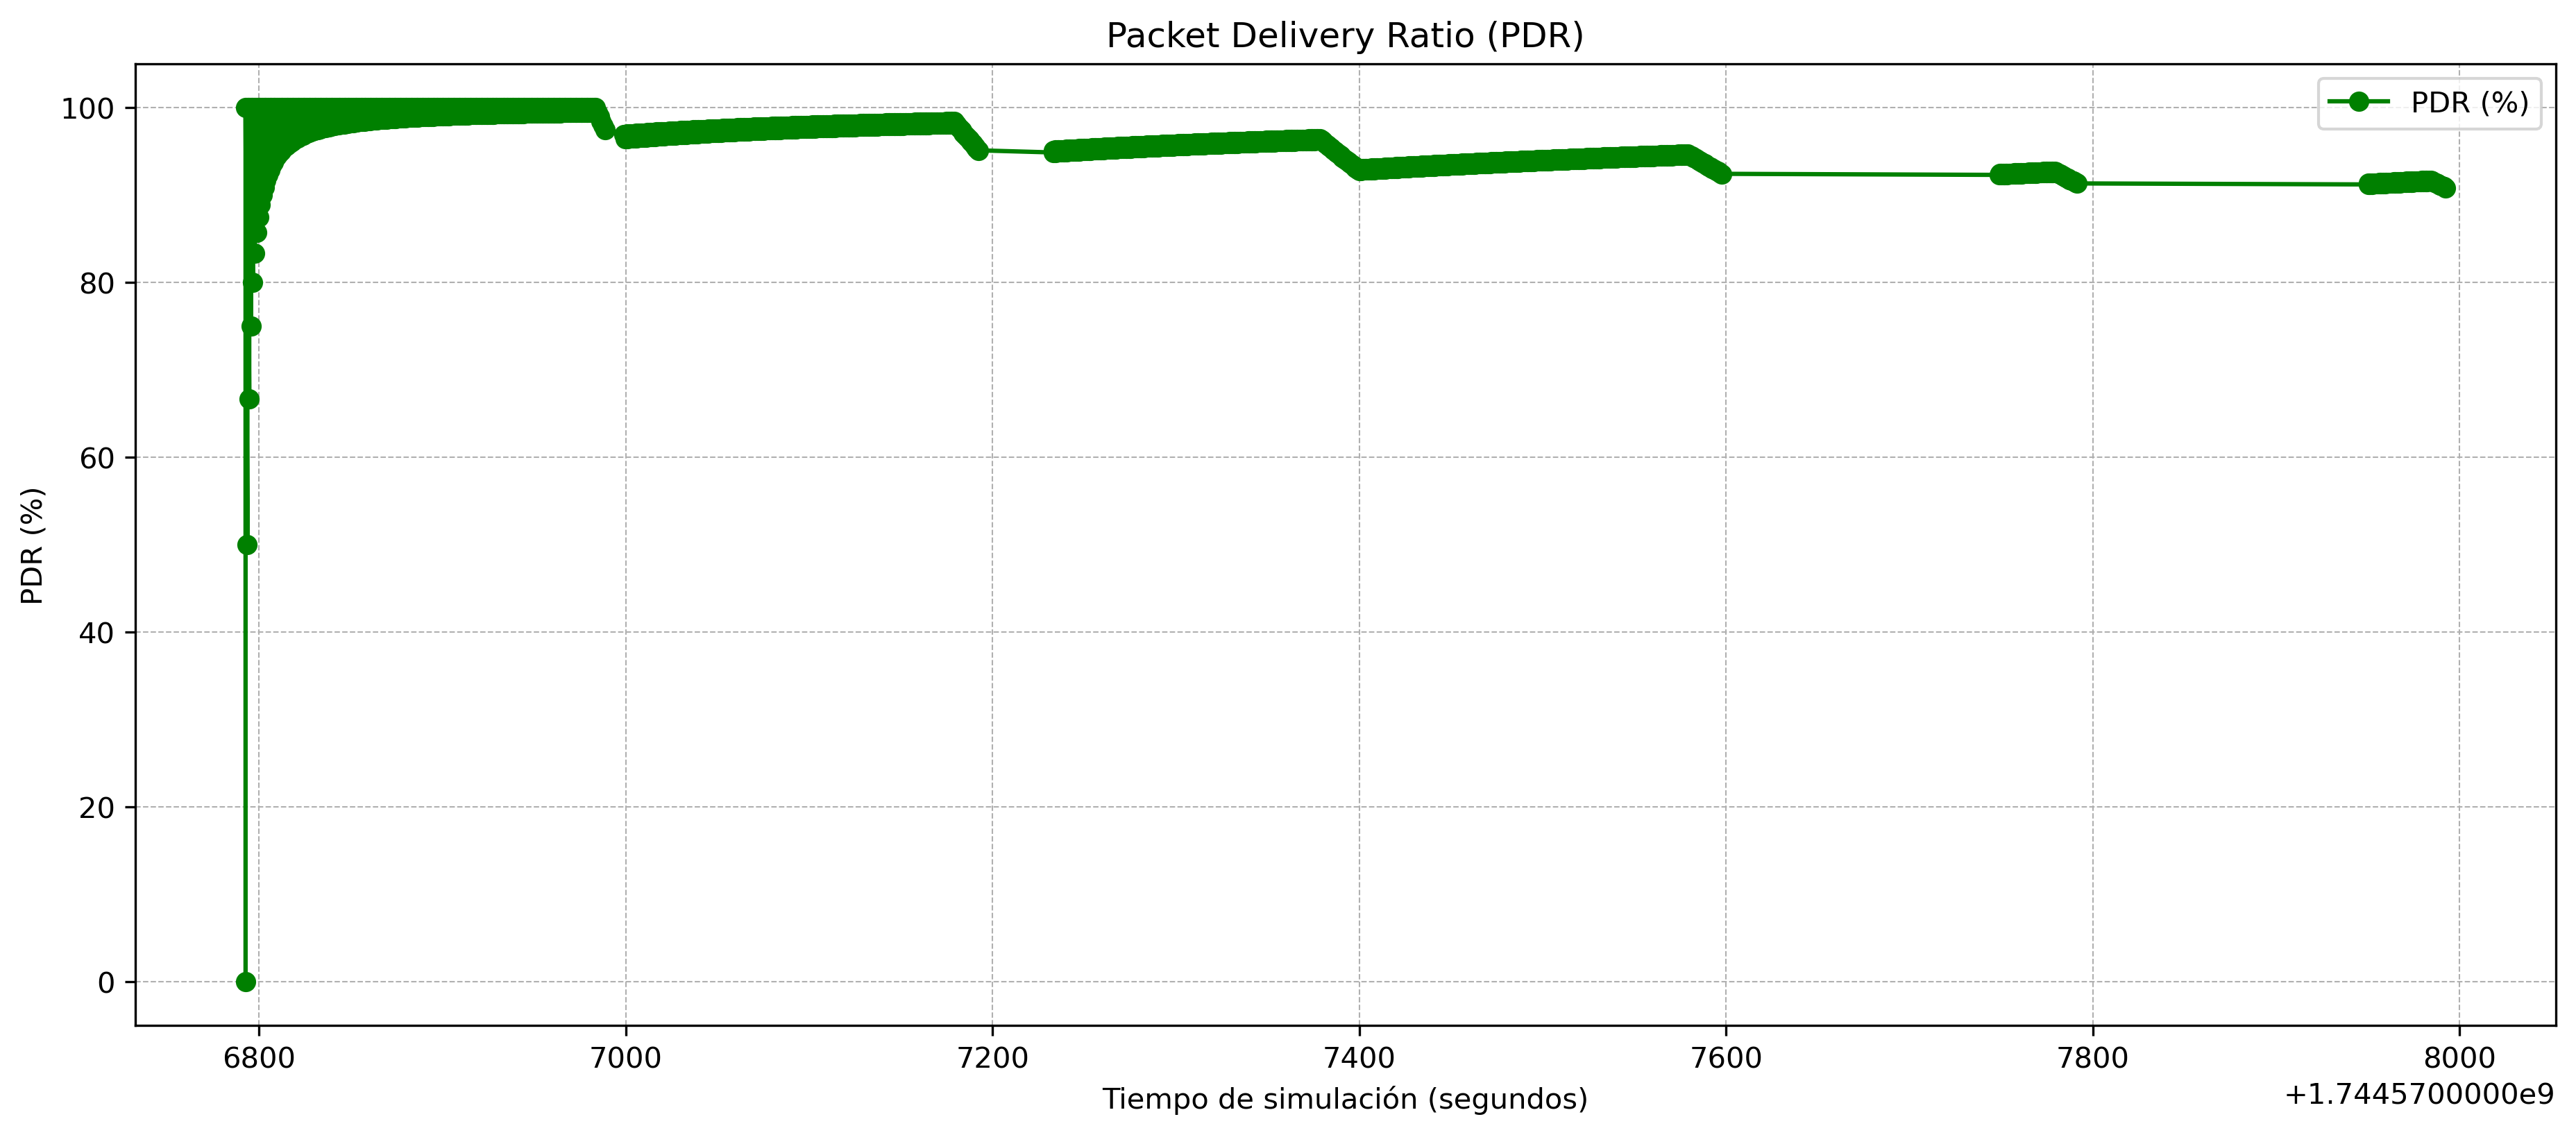 Packet Delivery Ratio (PDR)
PDR (%)
100
80
60
40
20
0
PDR (%)
6800 7000 7200 7400 7600 7800 8000
+1.7445700000e9
Tiempo de simulación (segundos)